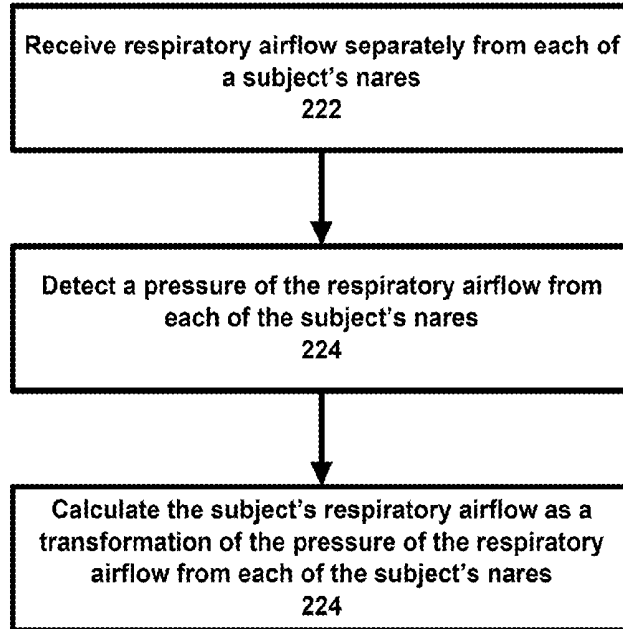 Receive respiratory airflow separately from each of
a subject's nares
222
Detect a pressure of the respiratory airflow from
each of the subject's nares
224
Calculate the subject's respiratory airflow as a
transformation of the pressure of the respiratory
airflow from each of the subject's nares
224